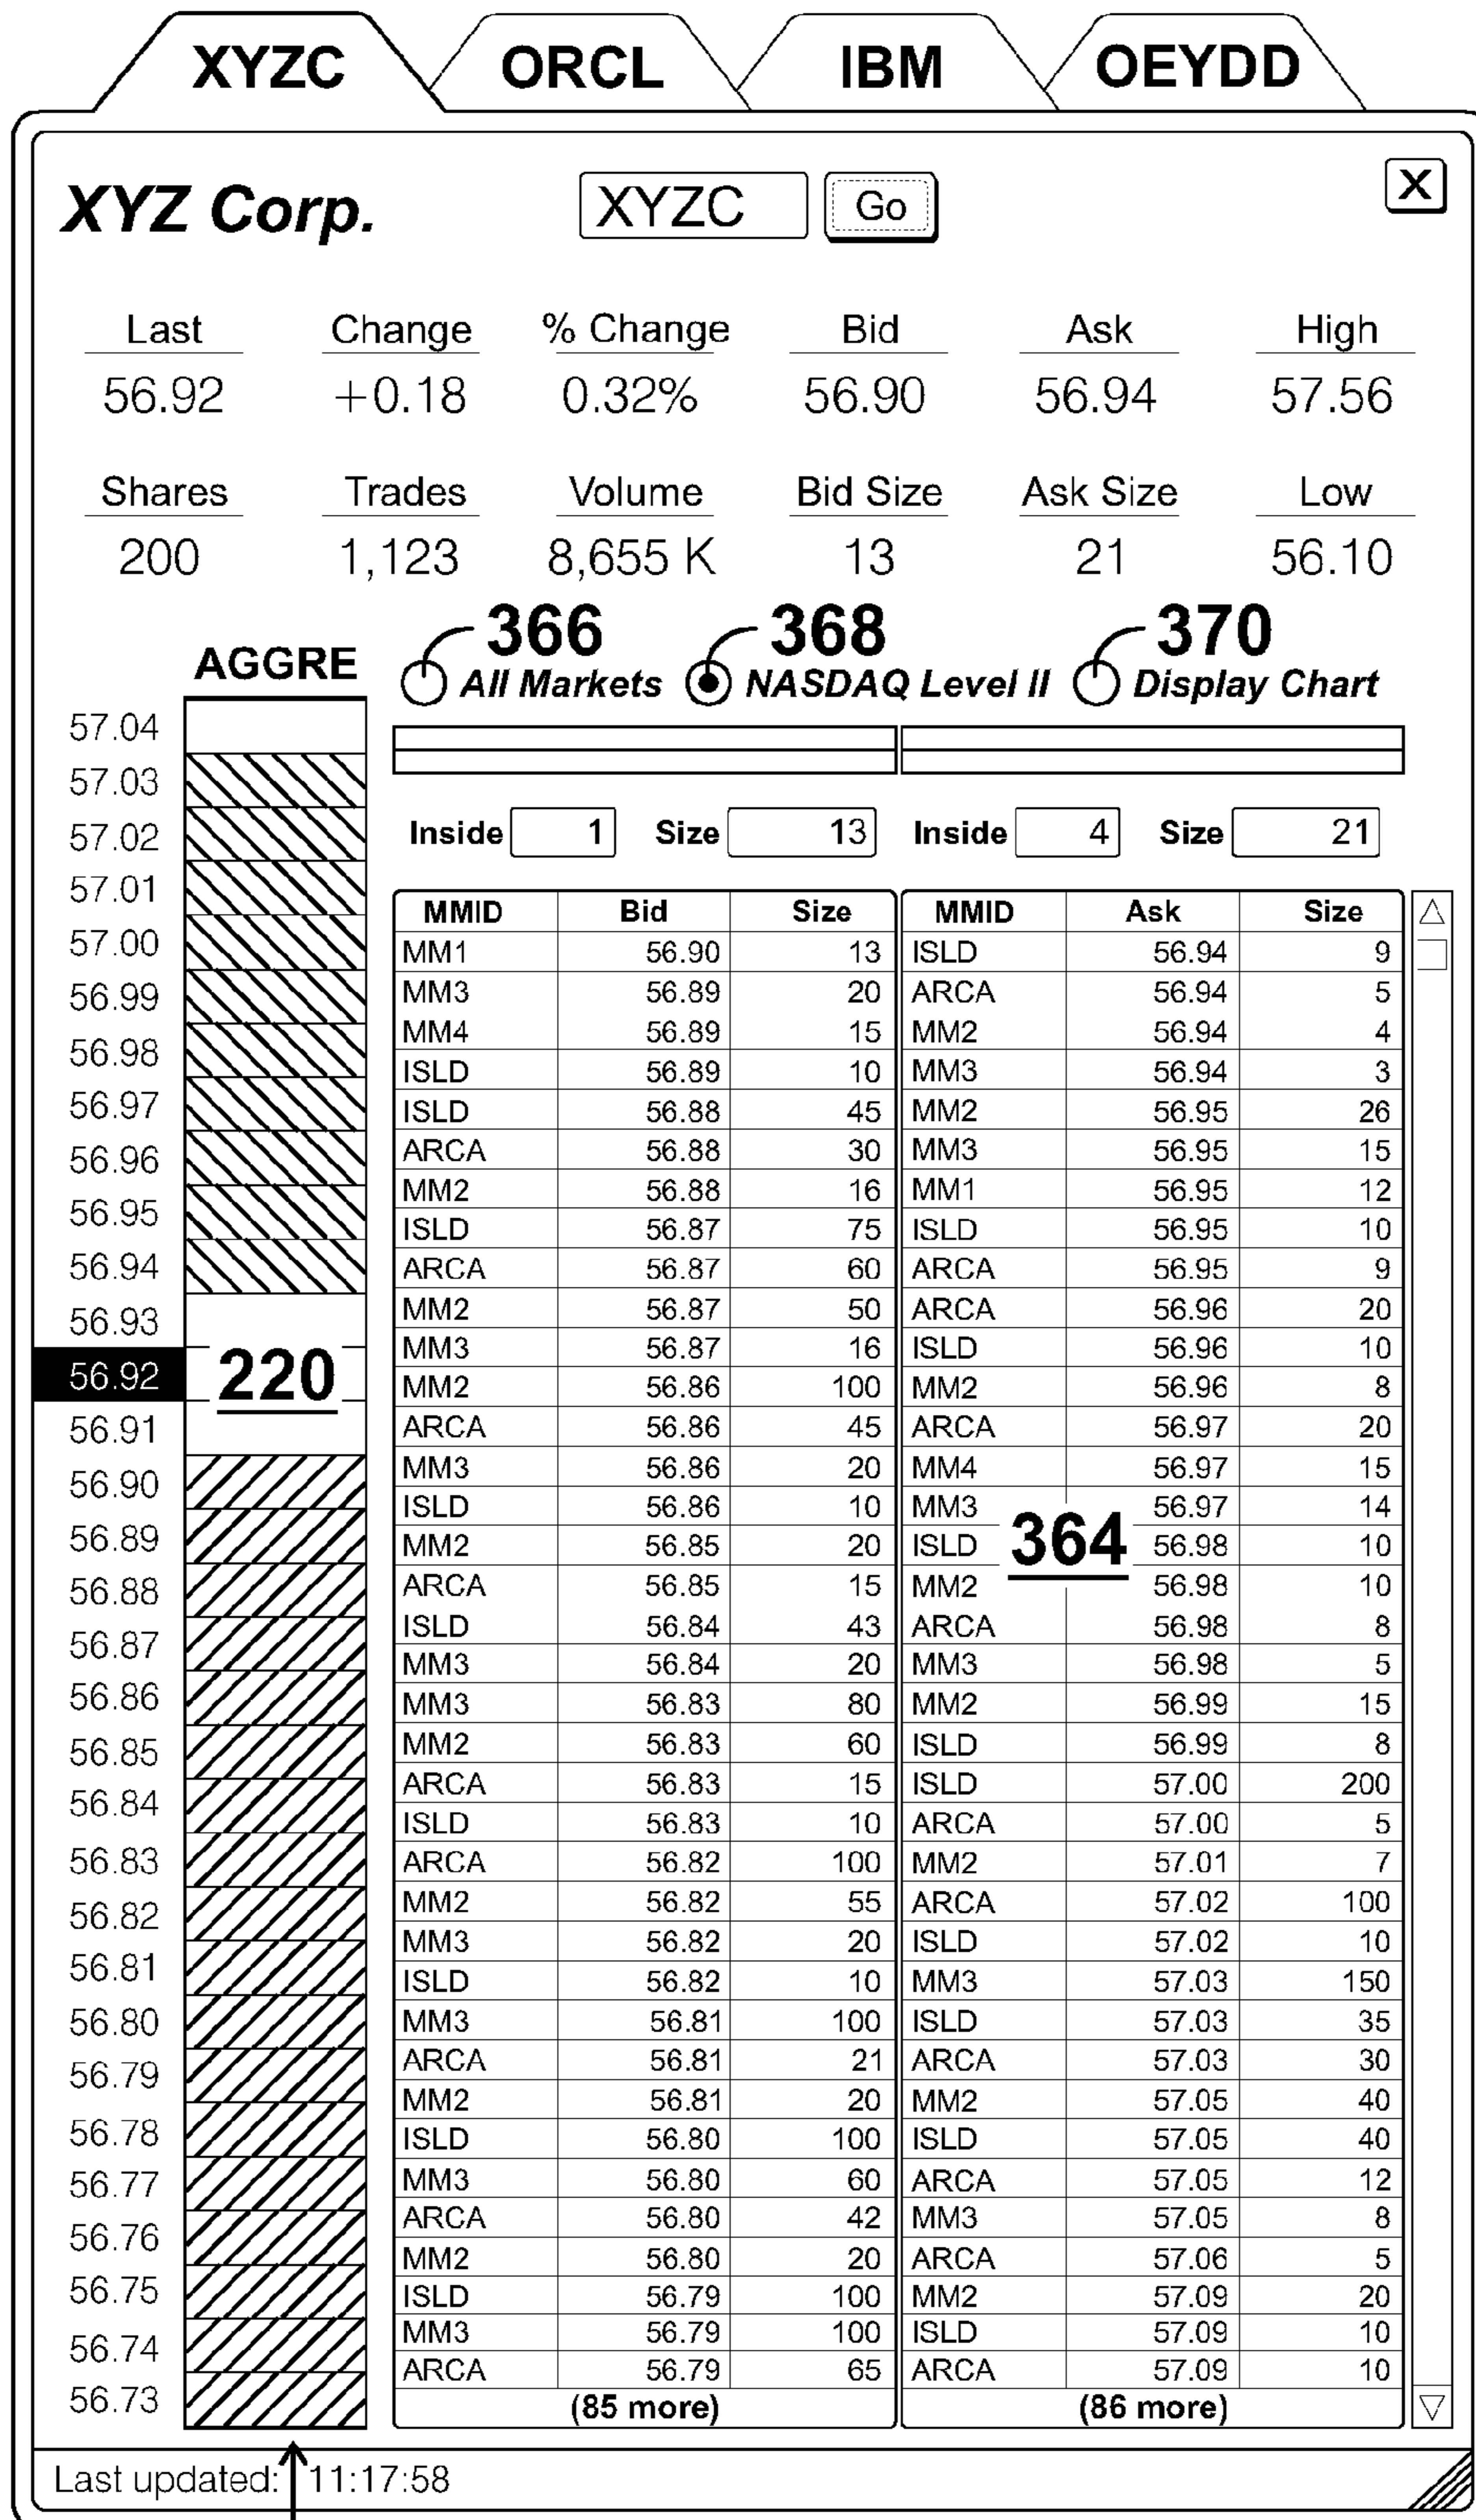 XYZC ORCL IBM OEYDD
XYZ Corp. XYZC Go X
Last Change % Change Bid Ask High
56.92 +0.18 0.32% 56.90 56.94 57.56
Shares Trades Volume Bid Size Ask Size Low
200 1,123 8,655 K 13 21 56.10
366 368 370
AGGRE All Markets NASDAQ Level II Display Chart
57.04
57.03
57.02
57.01
57.00
56.99
56.98
56.97
56.96
56.95
56.94
56.93
56.92 220
56.91
56.90
56.89
56.88
56.87
56.86
56.85
56.84
56.83
56.82
56.81
56.80
56.79
56.78
56.77
56.76
56.75
56.74
56.73
Inside 1 Size 13 Inside 4 Size 21
MMID Bid Size MMID Ask Size
MM1 56.90 13 ISLD 56.94 9
MM3 56.89 20 ARCA 56.94 5
MM4 56.89 15 MM2 56.94 4
ISLD 56.89 10 MM3 56.94 3
ISLD 56.88 45 MM2 56.95 26
ARCA 56.88 30 MM3 56.95 15
MM2 56.88 16 MM1 56.95 12
ISLD 56.87 75 ISLD 56.95 10
ARCA 56.87 60 ARCA 56.95 9
MM2 56.87 50 ARCA 56.96 20
MM3 56.87 16 ISLD 56.96 10
MM2 56.86 100 MM2 56.96 8
ARCA 56.86 45 ARCA 56.97 20
MM3 56.86 20 MM4 56.97 15
ISLD 56.86 10 MM3 56.97 14
MM2 56.85 20 ISLD 364 56.98 10
ARCA 56.85 15 MM2 56.98 10
ISLD 56.84 43 ARCA 56.98 8
MM3 56.84 20 MM3 56.98 5
MM3 56.83 80 MM2 56.99 15
MM2 56.83 60 ISLD 56.99 8
ARCA 56.83 15 ISLD 57.00 200
ISLD 56.83 10 ARCA 57.00 5
ARCA 56.82 100 MM2 57.01 7
MM2 56.82 55 ARCA 57.02 100
MM3 56.82 20 ISLD 57.02 10
ISLD 56.82 10 MM3 57.03 150
MM3 56.81 100 ISLD 57.03 35
ARCA 56.81 21 ARCA 57.03 30
MM2 56.81 20 MM2 57.05 40
ISLD 56.80 100 ISLD 57.05 40
MM3 56.80 60 ARCA 57.05 12
ARCA 56.80 42 MM3 57.05 8
MM2 56.80 20 ARCA 57.06 5
ISLD 56.79 100 MM2 57.09 20
MM3 56.79 100 ISLD 57.09 10
ARCA 56.79 65 ARCA 57.09 10
(85 more) (86 more)
Last updated: 11:17:58